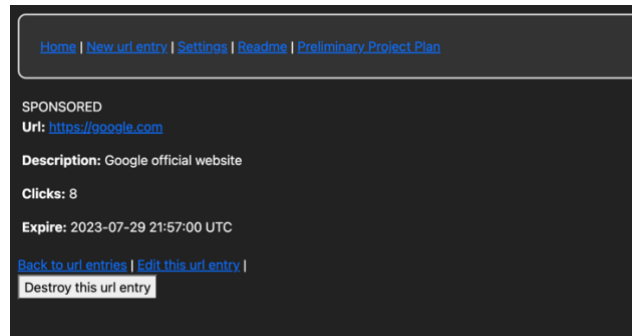 Home | New url entry | Settings | Readme | Preliminary Project Plan
SPONSORED
Url: https://google.com
Description: Google official website
Clicks: 8
Expire: 2023-07-29 21:57:00 UTC
Back to url entries | Edit this url entry |
Destroy this url entry